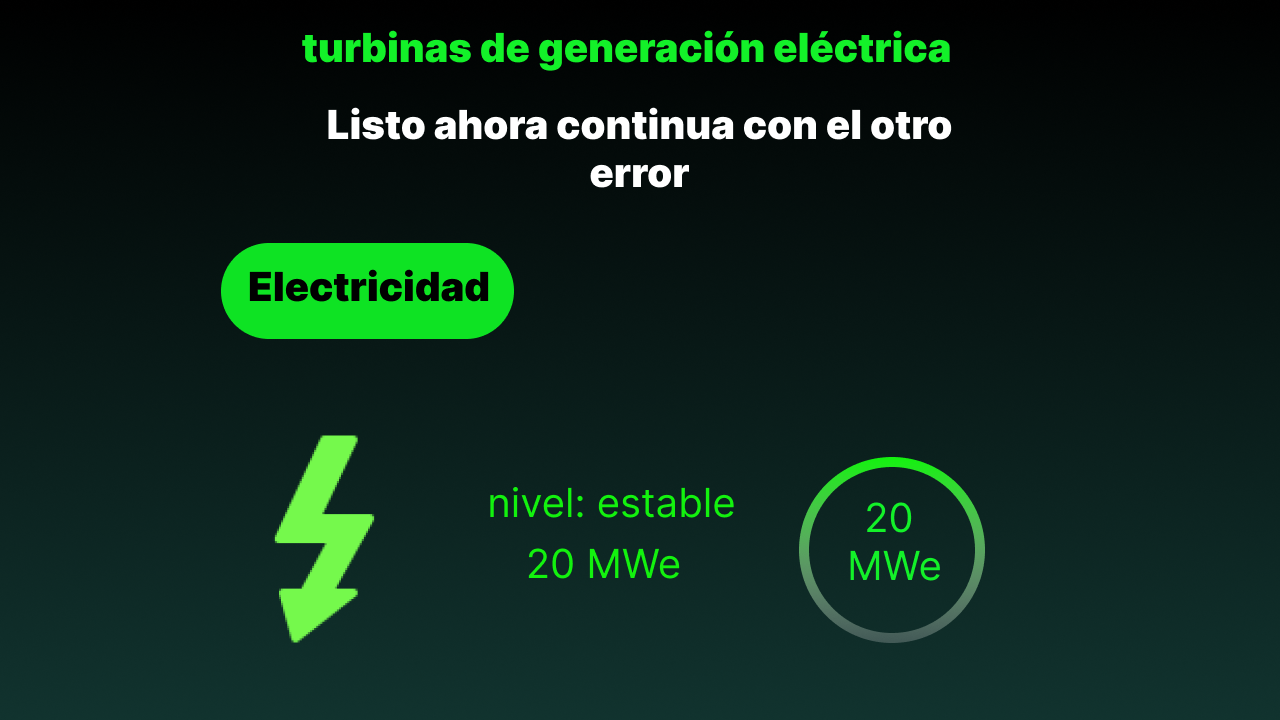 turbinas de generación eléctrica
Listo ahora continua con el otro
error
Electricidad
nivel: estable
20 MWe
20
MWe